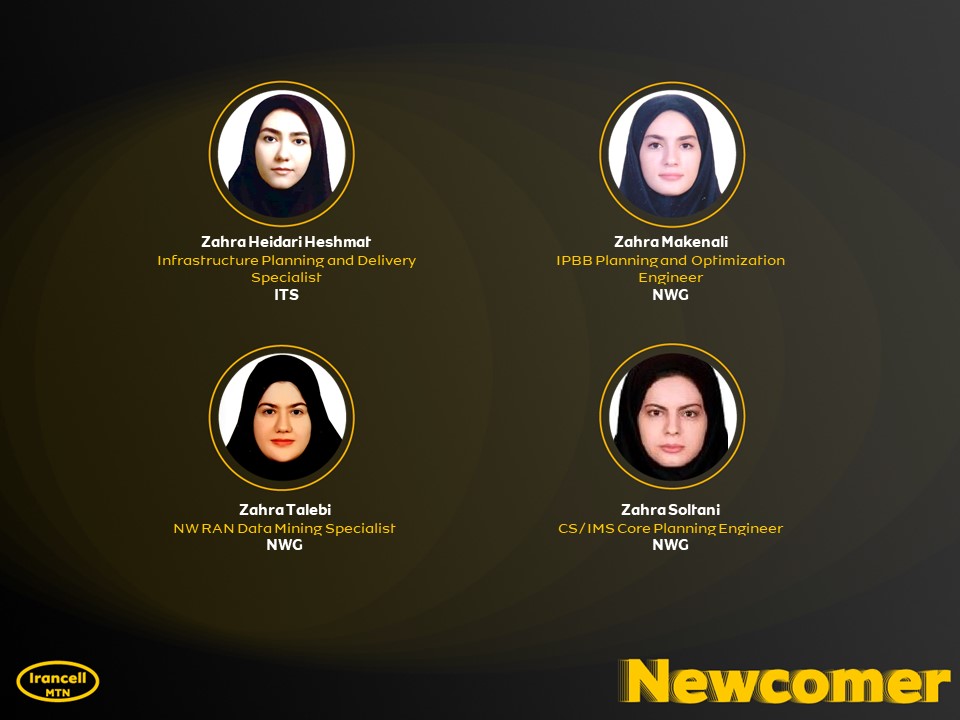 Zahra Heidari Heshmat
Infrastructure Planning and Delivery
Specialist
ITS
Zahra Makenali
IPBB Planning and Optimization
Engineer
NWG
Zahra Talebi
NW RAN Data Mining Specialist
NWG
Zahra Soltani
CS/IMS Core Planning Engineer
NWG
Irancell
MTN
Newcomer